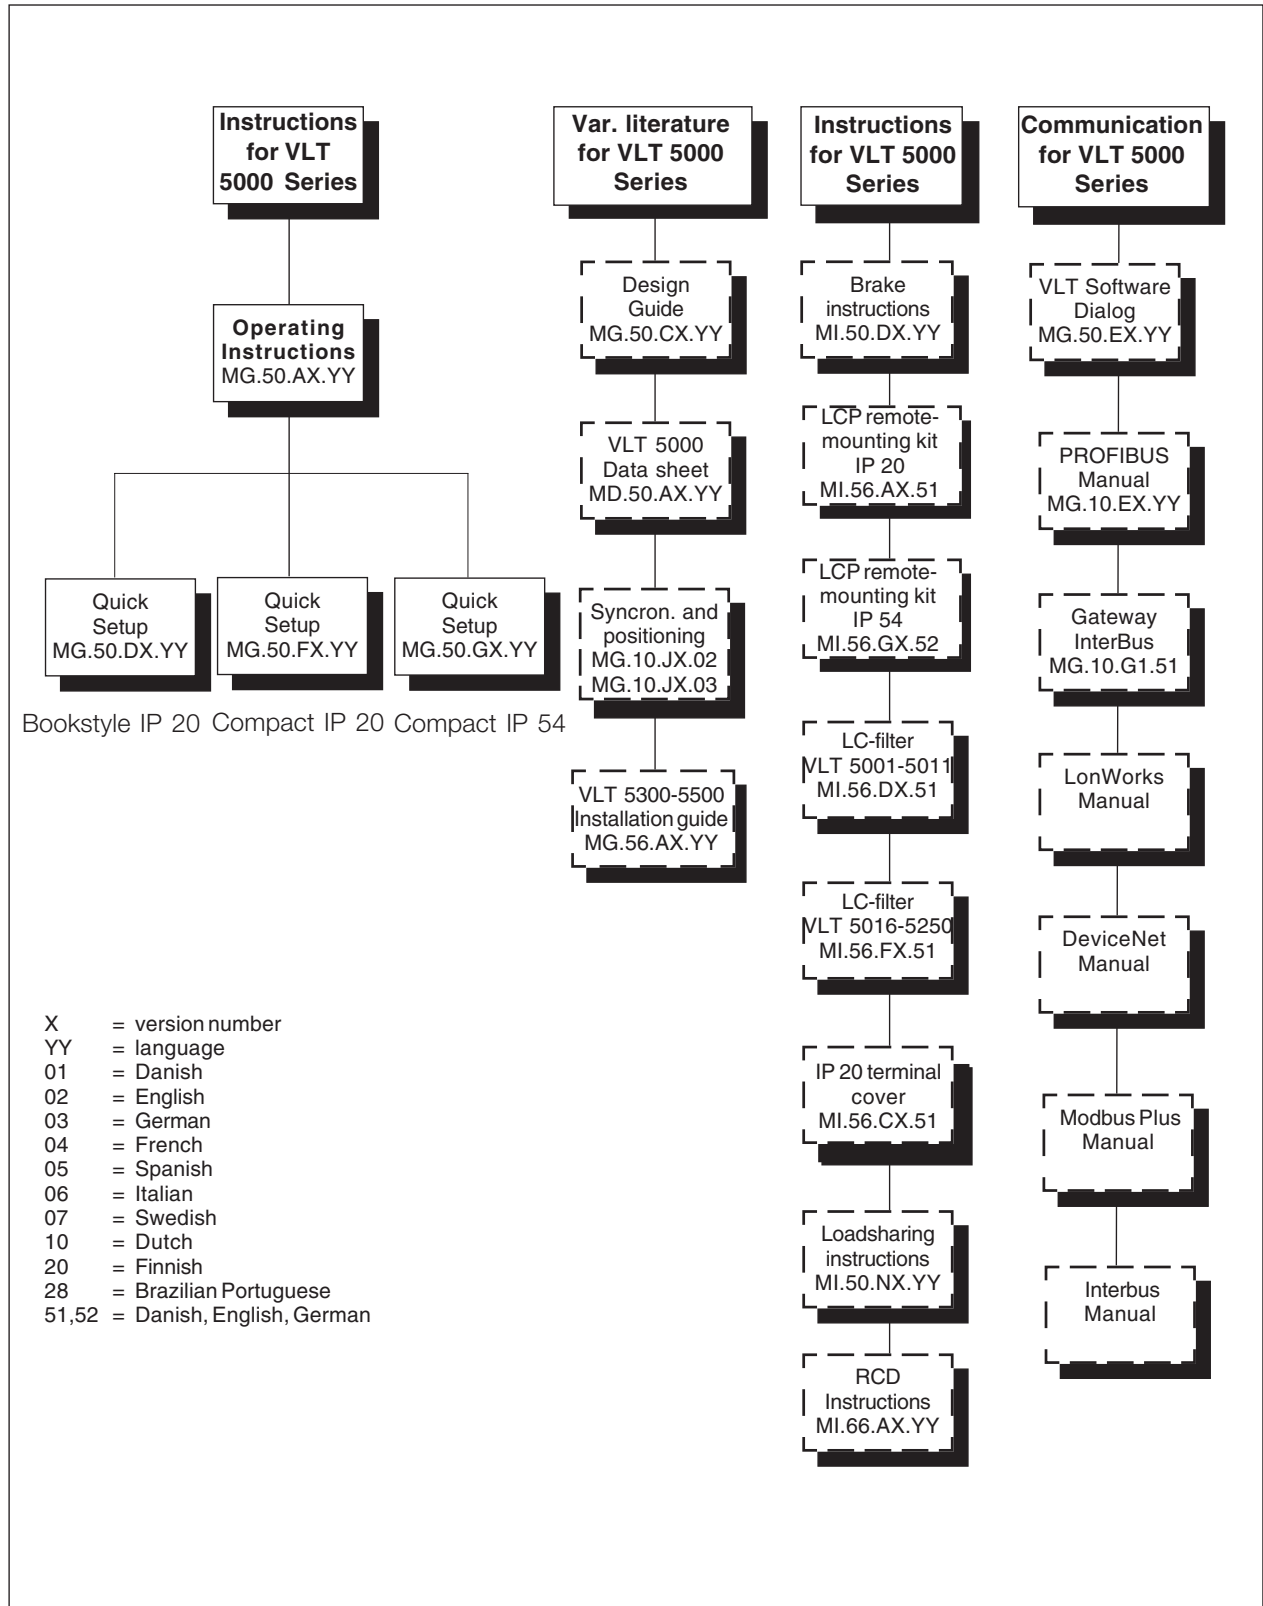 Instructions
for VLT
5000 Series
Operating
Instructions
MG.50.AX.YY
Quick
Setup
MG.50.DX.YY
Quick
Setup
MG.50.FX.YY
Quick
Setup
MG.50.GX.YY
Bookstyle IP 20
Compact IP 20
Compact IP 54
Var. literature
for VLT 5000
Series
Design
Guide
MG.50.CX.YY
VLT 5000
Data sheet
MD.50.AX.YY
Syncron. and
positioning
MG.10.JX.02
MG.10.JX.03
VLT 5300-5500
Installation guide
MG.56.AX.YY
Instructions
for VLT 5000
Series
Brake
instructions
MI.50.DX.YY
LCP remote-
mounting kit
IP 20
MI.56.AX.51
LCP remote-
mounting kit
IP 54
MI.56.GX.52
LC-filter
VLT 5001-5011
MI.56.DX.51
LC-filter
VLT 5016-5250
MI.56.FX.51
IP 20 terminal
cover
MI.56.CX.51
Loadsharing
instructions
MI.50.NX.YY
RCD
Instructions
MI.66.AX.YY
Communication
for VLT 5000
Series
VLT Software
Dialog
MG.50.EX.YY
PROFIBUS
Manual
MG.10.EX.YY
Gateway
InterBus
MG.10.G1.51
LonWorks
Manual
DeviceNet
Manual
Modbus Plus
Manual
Interbus
Manual
X = version number
YY = language
01 = Danish
02 = English
03 = German
04 = French
05 = Spanish
06 = Italian
07 = Swedish
10 = Dutch
20 = Finnish
28 = Brazilian Portuguese
51,52 = Danish, English, German